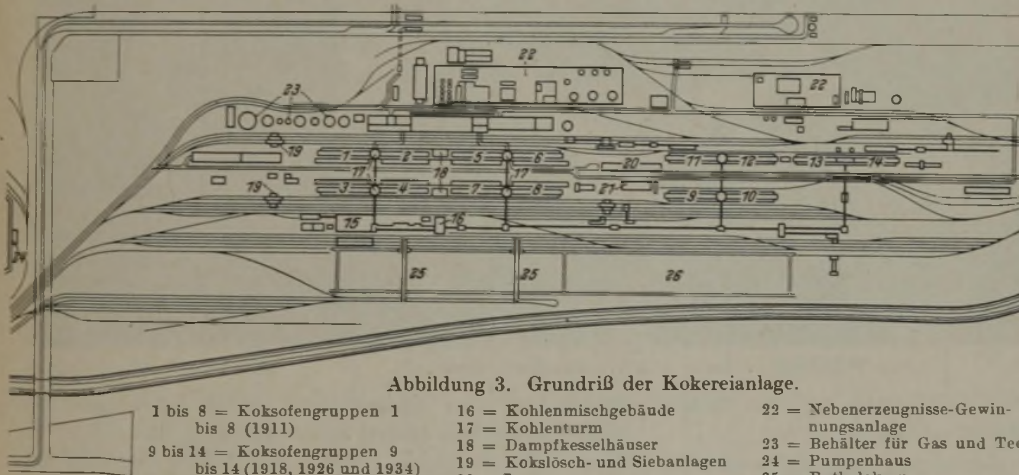 22
22
23
19
1 2 5 6 20 11 12 13 14
17 18 17
19 3 4 7 8 21 9 10
15 16
24
25 25 26
Abbildung 3. Grundriß der Kokereianlage.
1 bis 8 = Koksofengruppen 1
bis 8 (1911)
9 bis 14 = Koksofengruppen 9
bis 14 (1918, 1926 und 1934)
16 = Kohlenmischgebäude
17 = Kohlenturm
18 = Dampfkesselhäuser
19 = Kokslösch- und Siebanlagen
22 = Nebenerzeugnisse-Gewin-
nungsanlage
23 = Behälter für Gas und Tee
24 = Pumpenhaus